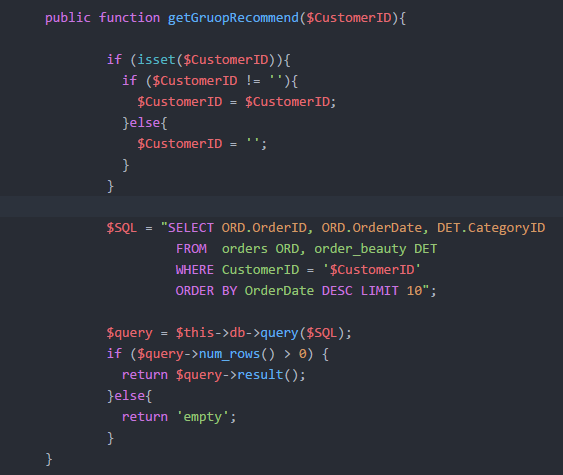 public function getGruopRecommend($CustomerID){
if (isset($CustomerID)){
if ($CustomerID != ''){
$CustomerID = $CustomerID;
}else{
$CustomerID = '';
}
}
$SQL = "SELECT ORD.OrderID, ORD.OrderDate, DET.CategoryID
FROM  orders ORD, order_beauty DET
WHERE CustomerID = '$CustomerID'
ORDER BY OrderDate DESC LIMIT 10";
$query = $this->db->query($SQL);
if ($query->num_rows() > 0) {
return $query->result();
}else{
return 'empty';
}
}